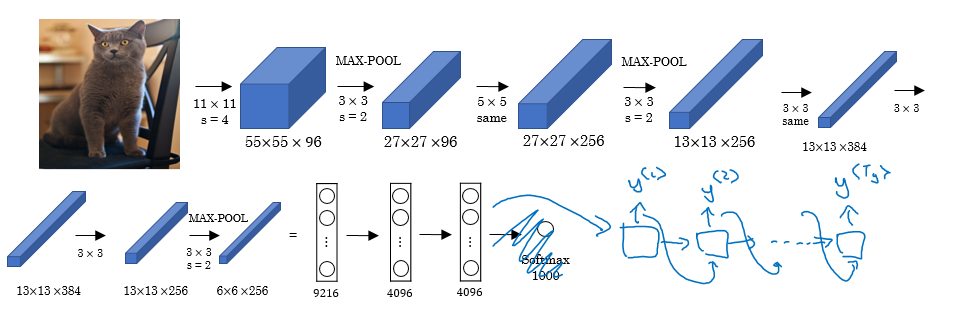 MAX-POOL
MAX-POOL
11 × 11
s = 4
3 × 3
s = 2
5 × 5
same
3 × 3
s = 2
3 × 3
same
3 × 3
55×55 × 96
27×27 ×96
27×27 ×256
13×13 ×256
13×13 ×384
y<1>
y<2>
y<Ty>
MAX-POOL
3 × 3
3 × 3
s = 2
=
Softmax
1000
13×13 ×384
13×13 ×256
6×6 ×256
9216
4096
4096